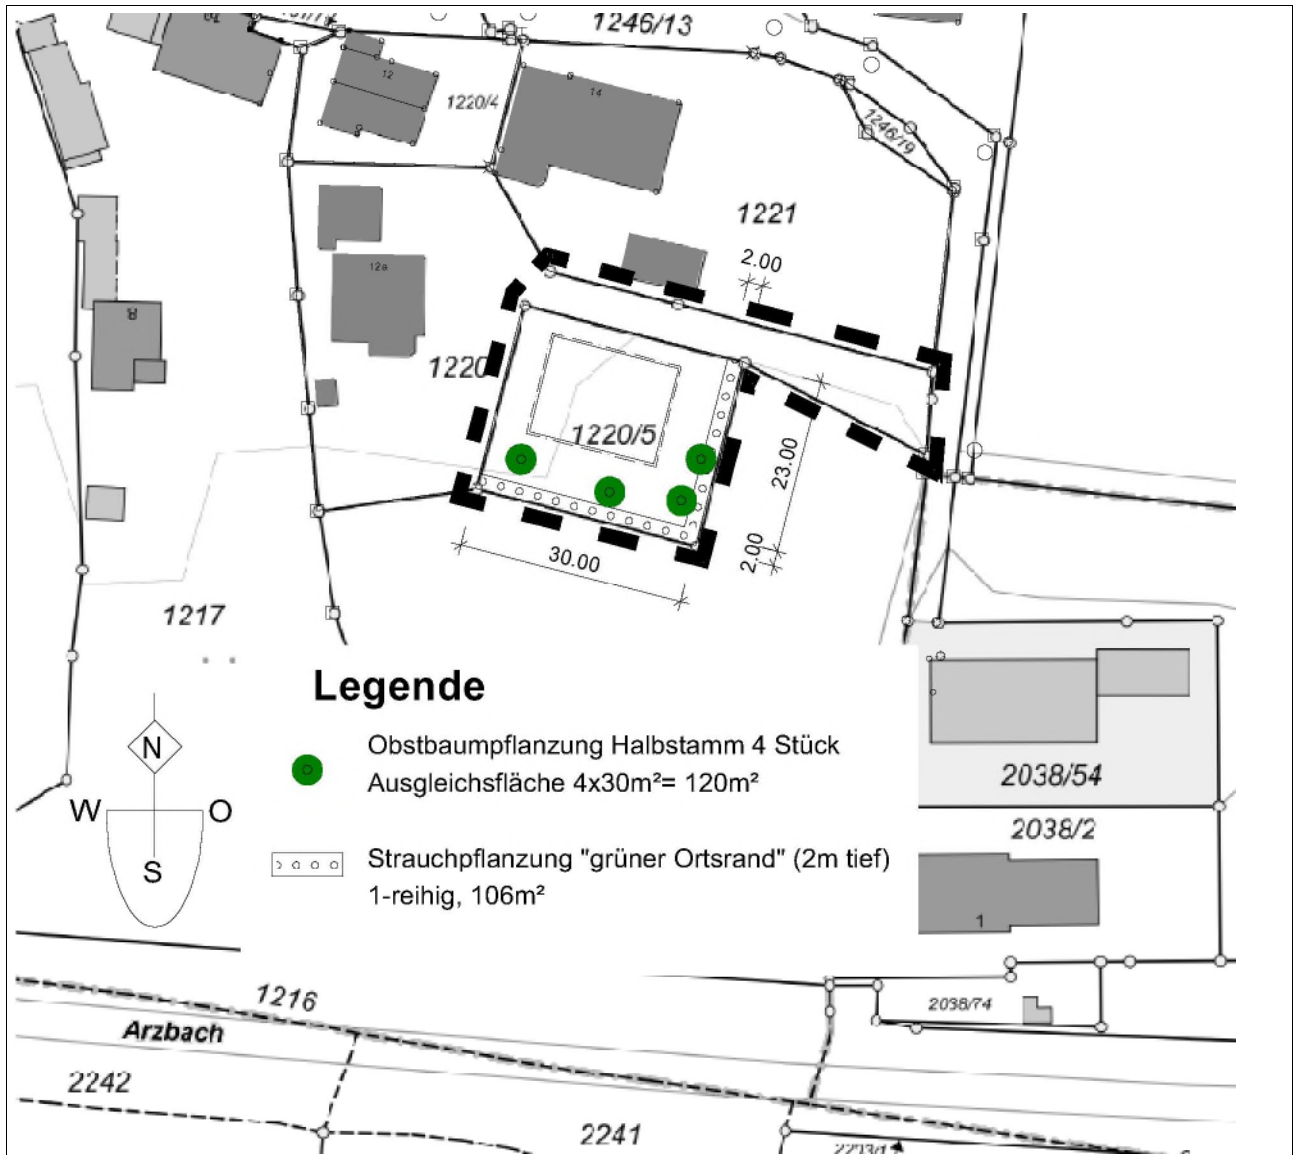 1246/13
12
1220/4
14
1246/19
1221
2.00
12a
1220
1220/5
23.00
2.00
30.00
1217
Legende
N
Obstbaumpflanzung Halbstamm 4 Stück
Ausgleichsfläche 4x30m²= 120m²
W O
S
Strauchpflanzung "grüner Ortsrand" (2m tief)
1-reihig, 106m²
2038/54
2038/2
1
1216
2038/74
Arzbach
2242
2241